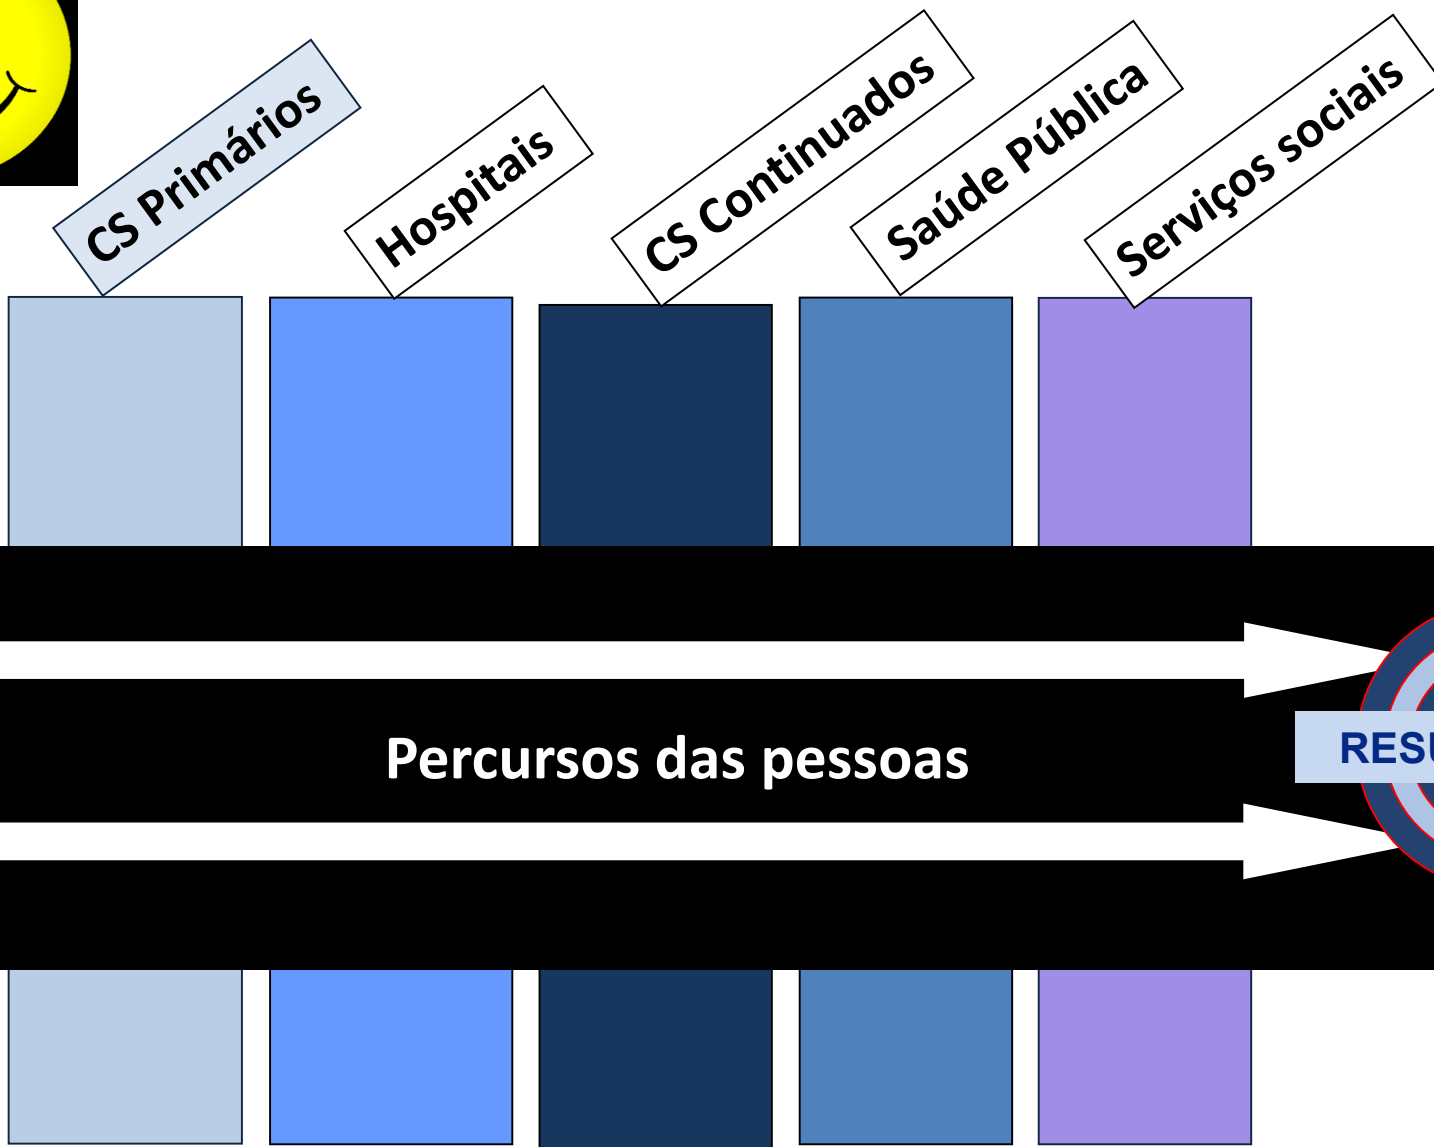 CS Primários
Hospitais
CS Continuados
Saúde Pública
Serviços sociais
Percursos das pessoas